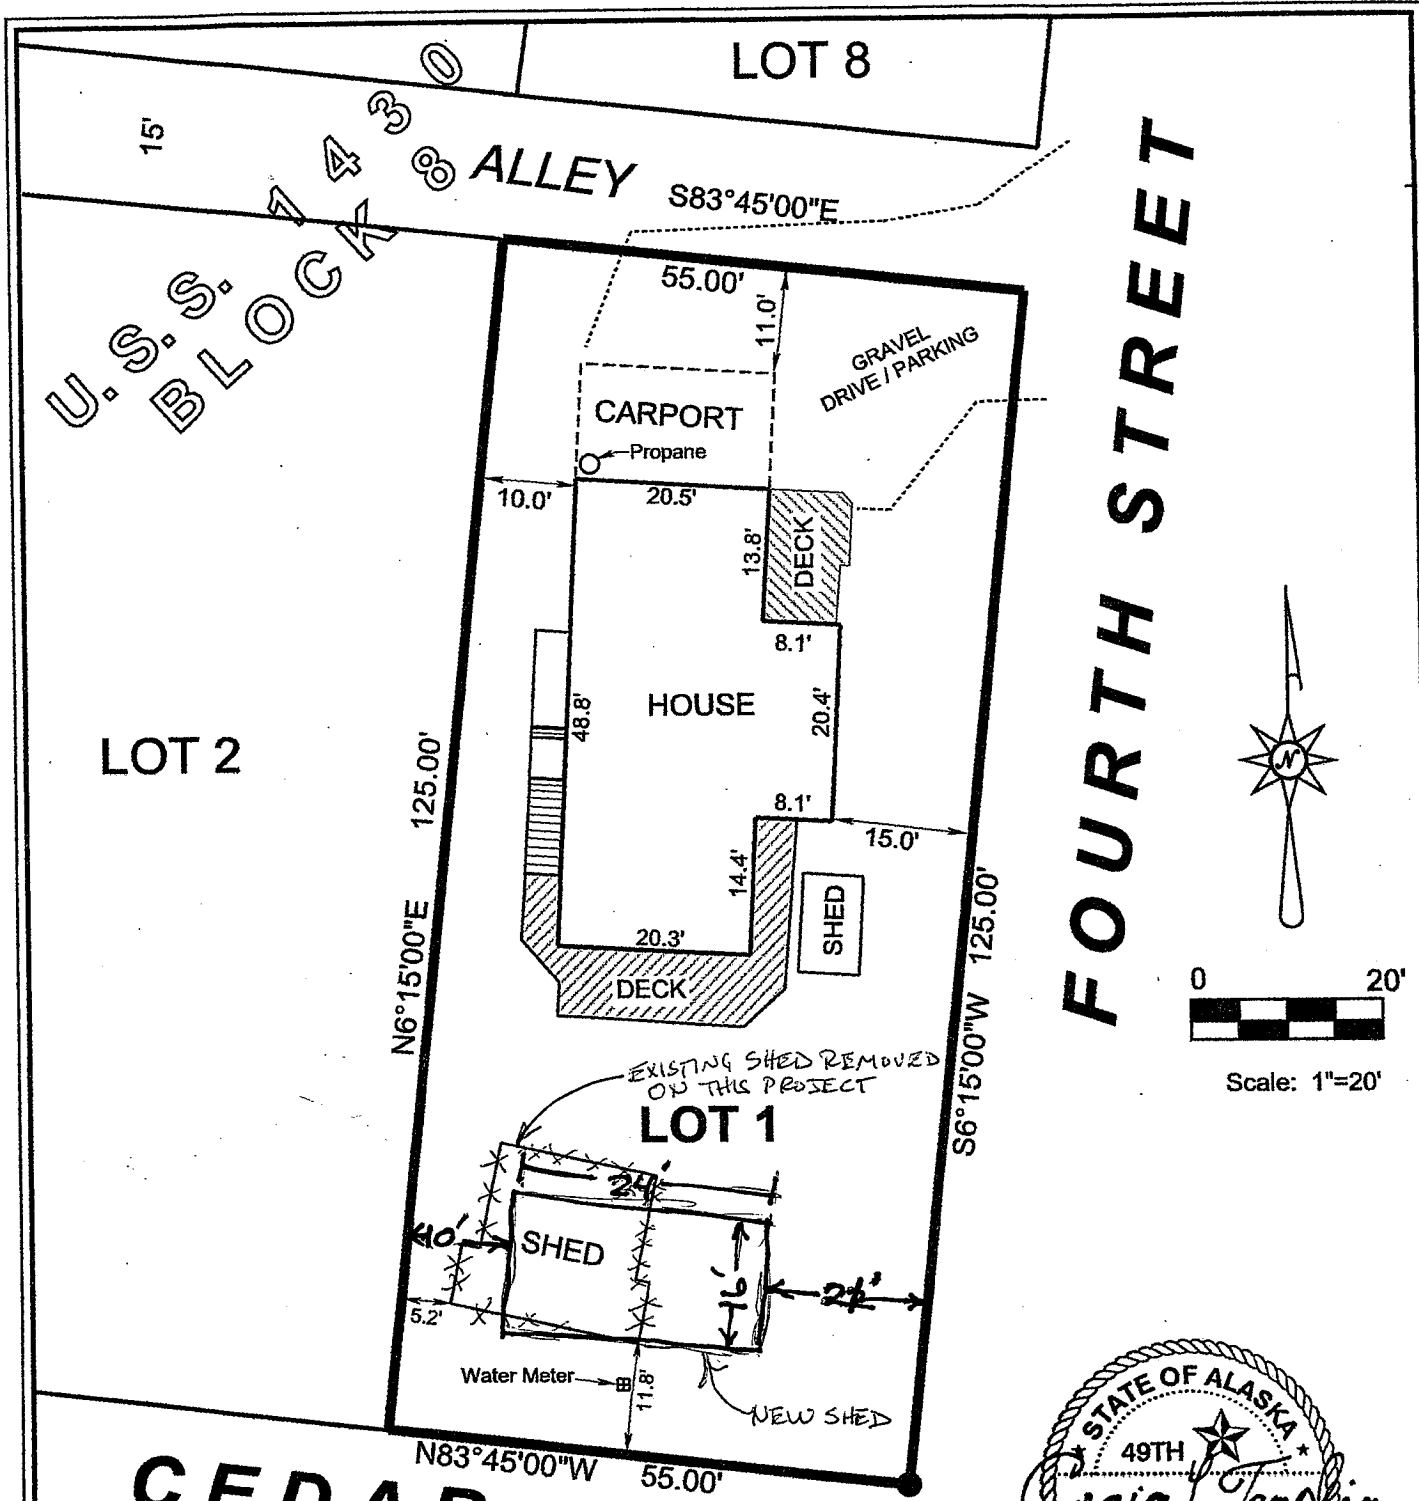 LOT 8
15'
U.S.S. 1430
BLOCK 8
ALLEY
S83°45'00"E
55.00'
11.0'
GRAVEL
DRIVE / PARKING
CARPORT
Propane
10.0'
20.5'
13.8'
DECK
8.1'
HOUSE
48.8'
20.4'
LOT 2
125.00'
N6°15'00"E
8.1'
15.0'
14.4'
SHED
20.3'
DECK
FOURTH STREET
N
125.00'
S6°15'00"W
0 20'
Scale: 1"=20'
EXISTING SHED REMOVED
ON THIS PROJECT
LOT 1
24'
10'
SHED
16'
5.2'
Water Meter
11.8'
NEW SHED
N83°45'00"W 55.00'
CEDAR
STATE OF ALASKA
49TH